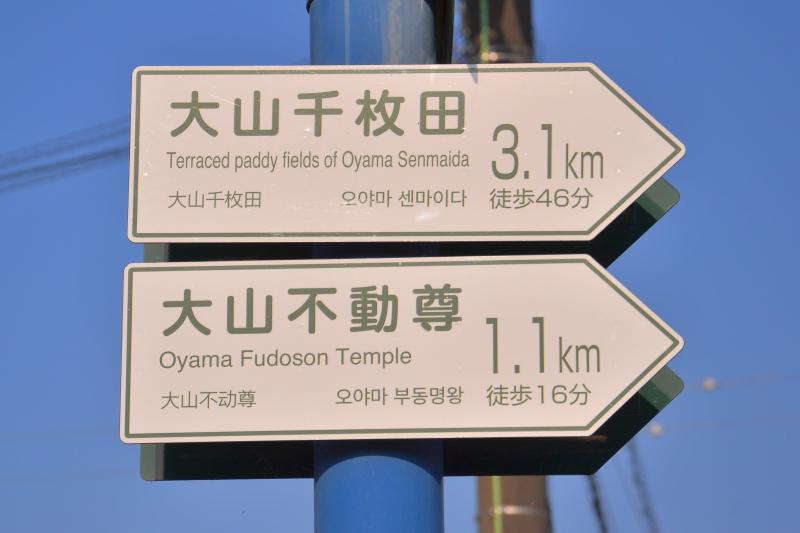 大山千枚田
Terraced paddy fields of Oyama Senmaida
3.1km
大山千枚田 오야마 센마이다 徒歩46分
大山不動尊
Oyama Fudoson Temple
1.1km
大山不动尊 오야마 부동명왕 徒歩16分